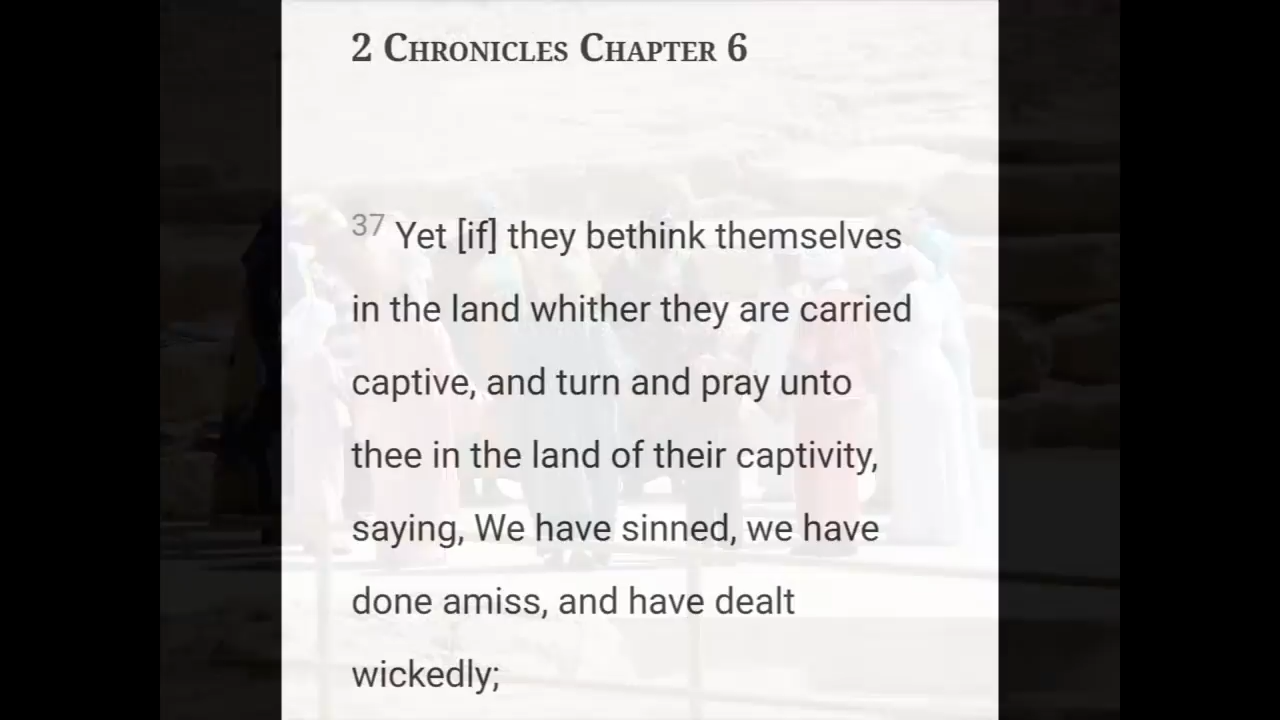 2 Chronicles Chapter 6
37 Yet [if] they bethink themselves
in the land whither they are carried
captive, and turn and pray unto
thee in the land of their captivity,
saying, We have sinned, we have
done amiss, and have dealt
wickedly;